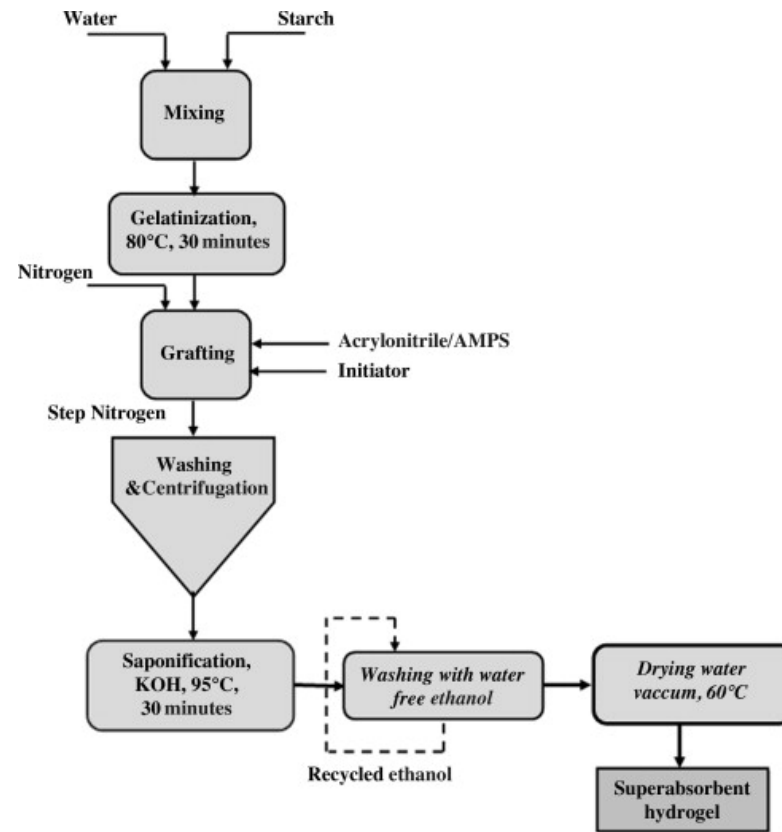 Water
Starch
Mixing
Gelatinization,
80°C, 30 minutes
Nitrogen
Grafting
Acrylonitrile/AMPS
Initiator
Step Nitrogen
Washing
&Centrifugation
Saponification,
KOH, 95°C,
30 minutes
Washing with water
free ethanol
Drying water
vaccum, 60°C
Recycled ethanol
Superabsorbent
hydrogel